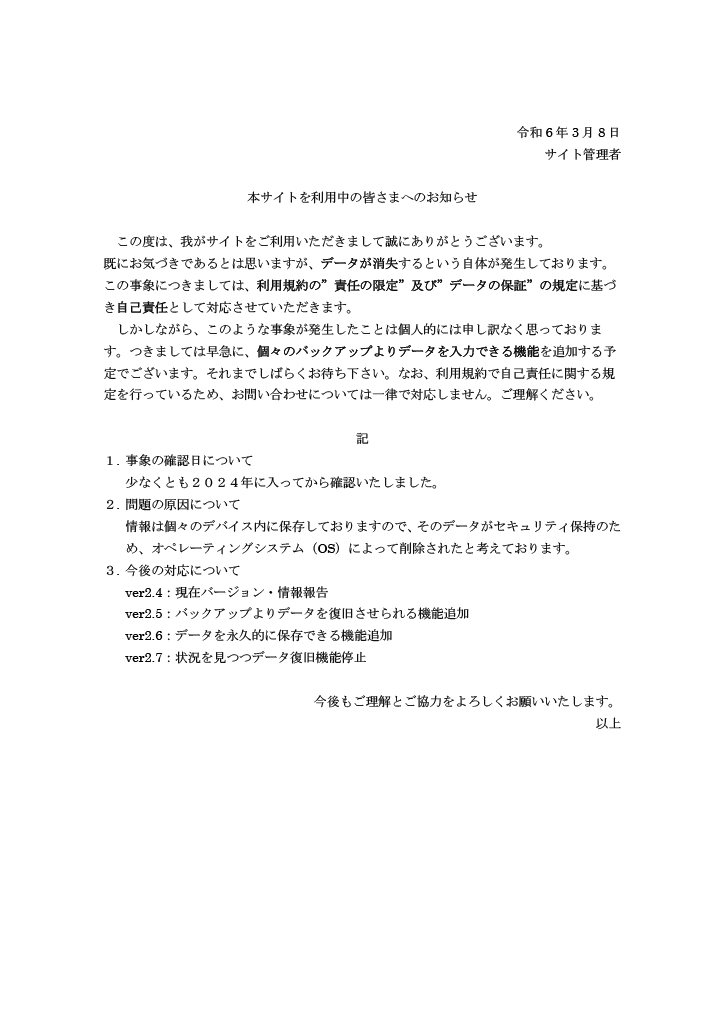 令和６年３月８日
サイト管理者
本サイトを利用中の皆さまへのお知らせ
この度は、我がサイトをご利用いただきまして誠にありがとうございます。
既にお気づきであるとは思いますが、データが消失するという自体が発生しております。
この事象につきましては、利用規約の”責任の限定”及び”データの保証”の規定に基づ
き自己責任として対応させていただきます。
しかしながら、このような事象が発生したことは個人的には申し訳なく思っておりま
す。つきましては早急に、個々のバックアップよりデータを入力できる機能を追加する予
定でございます。それまでしばらくお待ち下さい。なお、利用規約で自己責任に関する規
定を行っているため、お問い合わせについては一律で対応しません。ご理解ください。
記
１. 事象の確認日について
少なくとも２０２４年に入ってから確認いたしました。
２. 問題の原因について
情報は個々のデバイス内に保存しておりますので、そのデータがセキュリティ保持のた
め、オペレーティングシステム（OS）によって削除されたと考えております。
３. 今後の対応について
ver2.4：現在バージョン・情報報告
ver2.5：バックアップよりデータを復旧させられる機能追加
ver2.6：データを永久的に保存できる機能追加
ver2.7：状況を見つつデータ復旧機能停止
今後もご理解とご協力をよろしくお願いいたします。
以上